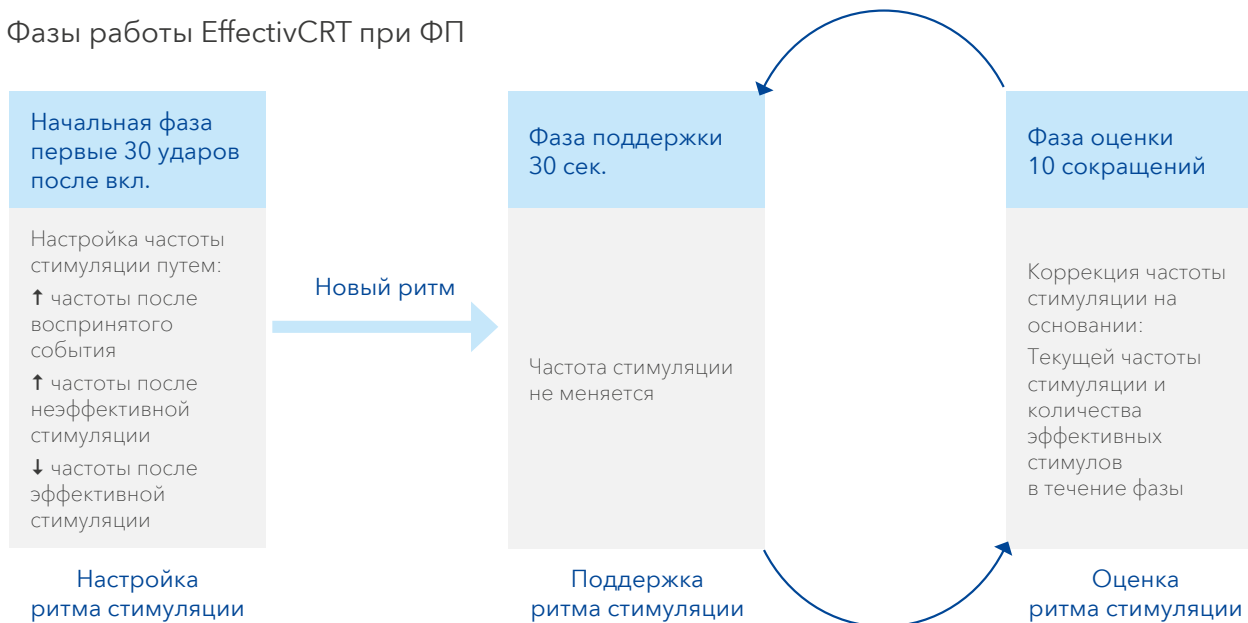 Фазы работы EffectivCRT при ФП
Начальная фаза
первые 30 ударов
после вкл.
Настройка частоты
стимуляции путем:
↑ частоты после
воспринятого
события
↑ частоты после
неэффективной
стимуляции
↓ частоты после
эффективной
стимуляции
Настройка
ритма стимуляции
Новый ритм
Фаза поддержки
30 сек.
Частота стимуляции
не меняется
Поддержка
ритма стимуляции
Фаза оценки
10 сокращений
Коррекция частоты
стимуляции на
основании:
Текущей частоты
стимуляции и
количества
эффективных
стимулов
в течение фазы
Оценка
ритма стимуляции